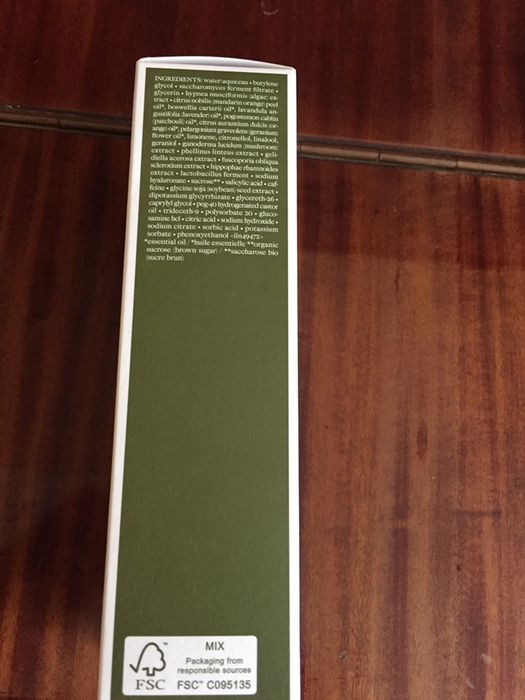 INGREDIENTS: water\aqua\eau • butylene
glycol • saccharomyces ferment filtrate •
glycerin • hypnea musciformis (algae) ex-
tract • citrus nobilis (mandarin orange) peel
oil*, boswellia carterii oil*, lavandula an-
gustifolia (lavender) oil*, pogostemon cablin
(patchouli) oil*, citrus aurantium dulcis (or-
ange) oil*, pelargonium graveolens (geranium)
flower oil*, limonene, citronellol, linalool,
geraniol • ganoderma lucidum (mushroom)
extract • phellinus linteus extract • geli-
diella acerosa extract • fuscoporia obliqua
sclerotium extract • hippophae rhamnoides
extract • lactobacillus ferment • sodium
hyaluronate • sucrose** • salicylic acid • caf-
feine • glycine soja (soybean) seed extract •
dipotassium glycyrrhizate • glycereth-26 •
caprylyl glycol • peg-40 hydrogenated castor
oil • trideceth-9 • polysorbate 20 • gluco-
samine hcl • citric acid • sodium hydroxide •
sodium citrate • sorbic acid • potassium
sorbate • phenoxyethanol <iln49472>
*essential oil / *huile essentielle **organic
sucrose (brown sugar) / **saccharose bio
(sucre brun)
MIX
Packaging from
responsible sources
FSC FSC™ C095135